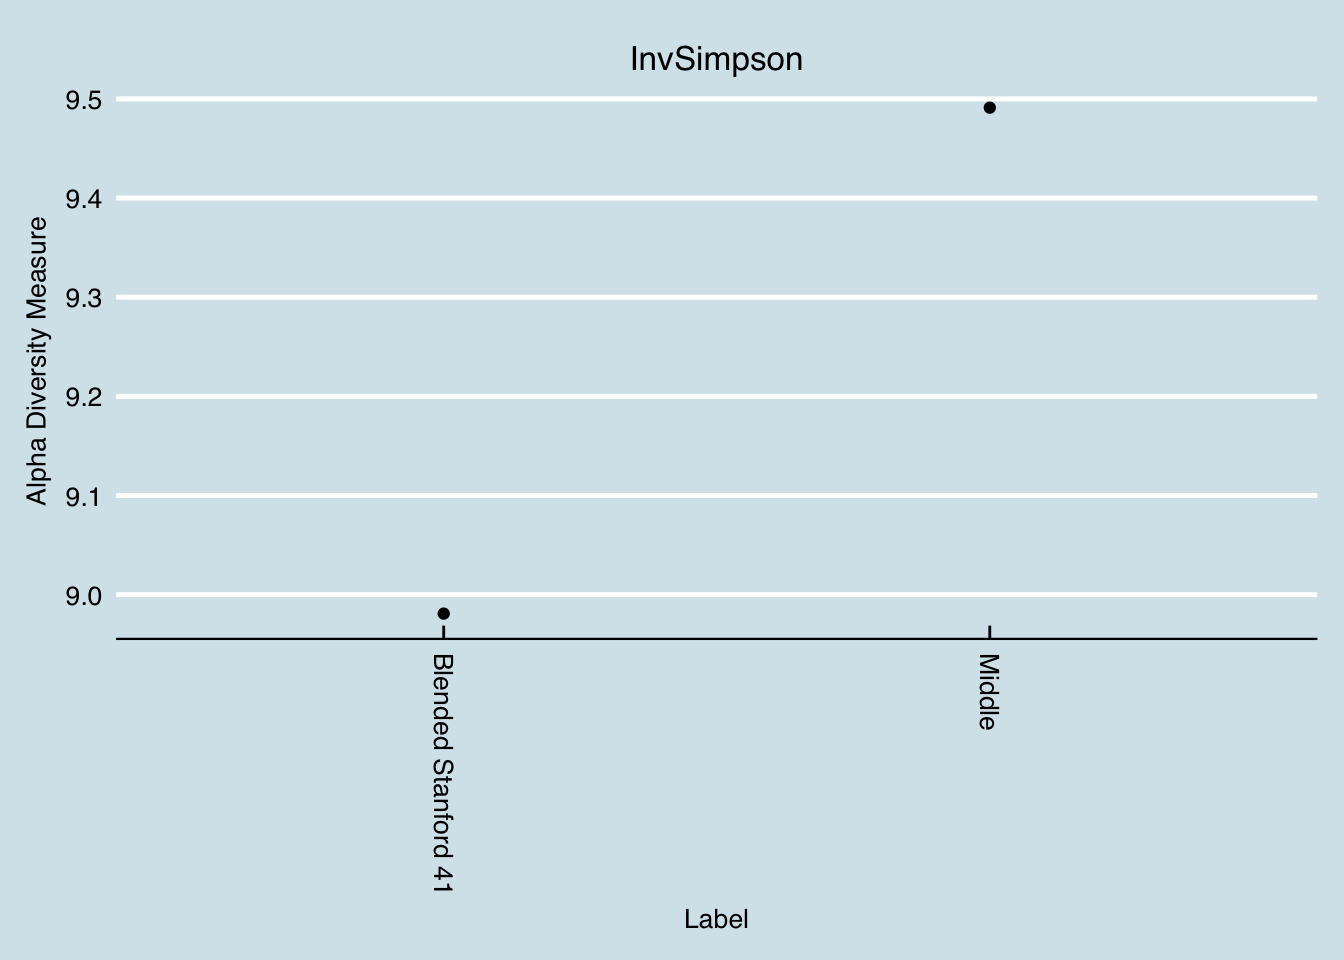 InvSimpson
9.5
9.4
9.3
9.2
9.1
9.0
Alpha Diversity Measure
Blended Stanford 41
Middle
Label